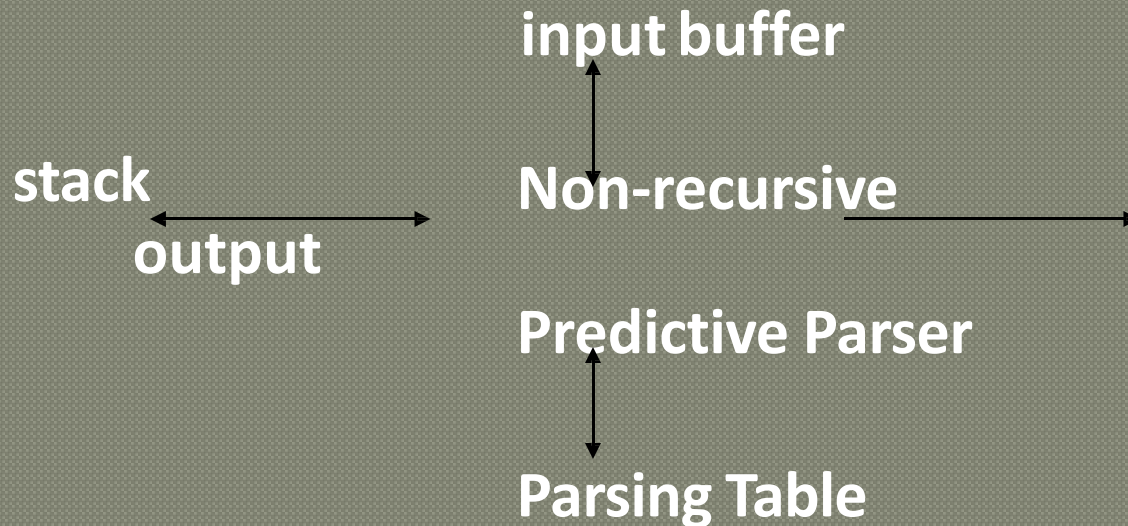 input buffer
stack
Non-recursive
output
Predictive Parser
Parsing Table